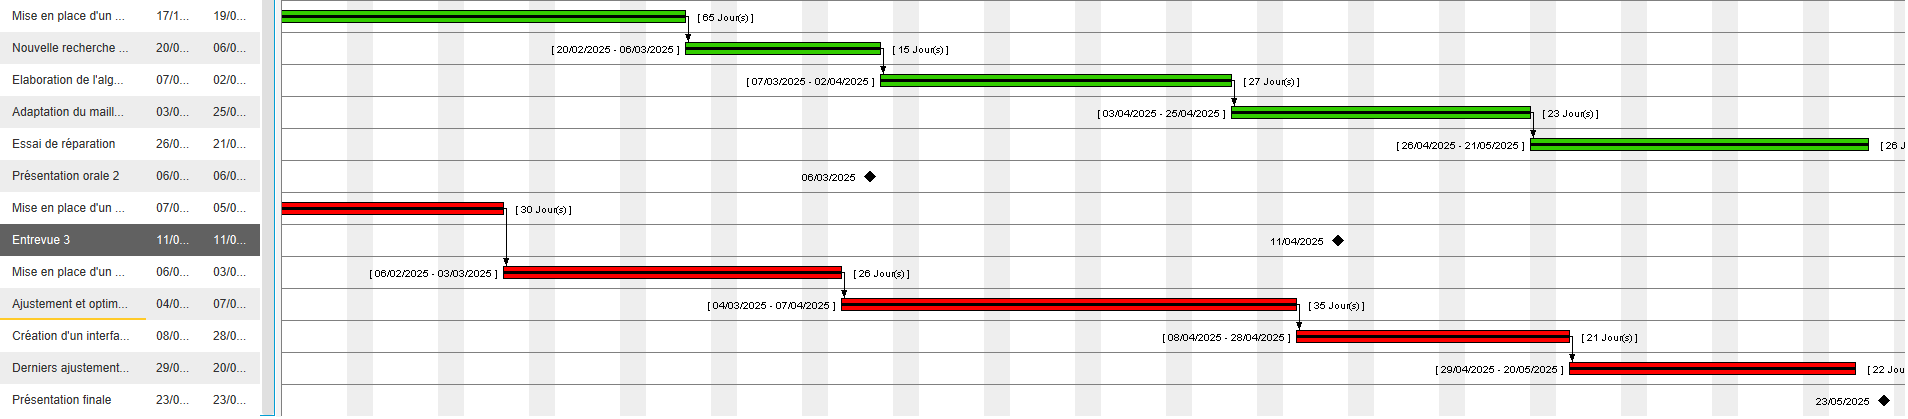 Mise en place d'un ... 17/1... 19/0... [ 65 Jour(s) ]
Nouvelle recherche ... 20/0... 06/0... [ 20/02/2025 - 06/03/2025 ] [ 15 Jour(s) ]
Elaboration de l'alg... 07/0... 02/0... [ 07/03/2025 - 02/04/2025 ] [ 27 Jour(s) ]
Adaptation du maill... 03/0... 25/0... [ 03/04/2025 - 25/04/2025 ] [ 23 Jour(s) ]
Essai de réparation 26/0... 21/0... [ 26/04/2025 - 21/05/2025 ] [ 26 J
Présentation orale 2 06/0... 06/0... 06/03/2025
Mise en place d'un ... 07/0... 05/0... [ 30 Jour(s) ]
Entrevue 3 11/0... 11/0... 11/04/2025
Mise en place d'un ... 06/0... 03/0... [ 06/02/2025 - 03/03/2025 ] [ 26 Jour(s) ]
Ajustement et optim... 04/0... 07/0... [ 04/03/2025 - 07/04/2025 ] [ 35 Jour(s) ]
Création d'un interfa... 08/0... 28/0... [ 08/04/2025 - 28/04/2025 ] [ 21 Jour(s) ]
Derniers ajustement... 29/0... 20/0... [ 29/04/2025 - 20/05/2025 ] [ 22 Jou
Présentation finale 23/0... 23/0... 23/05/2025